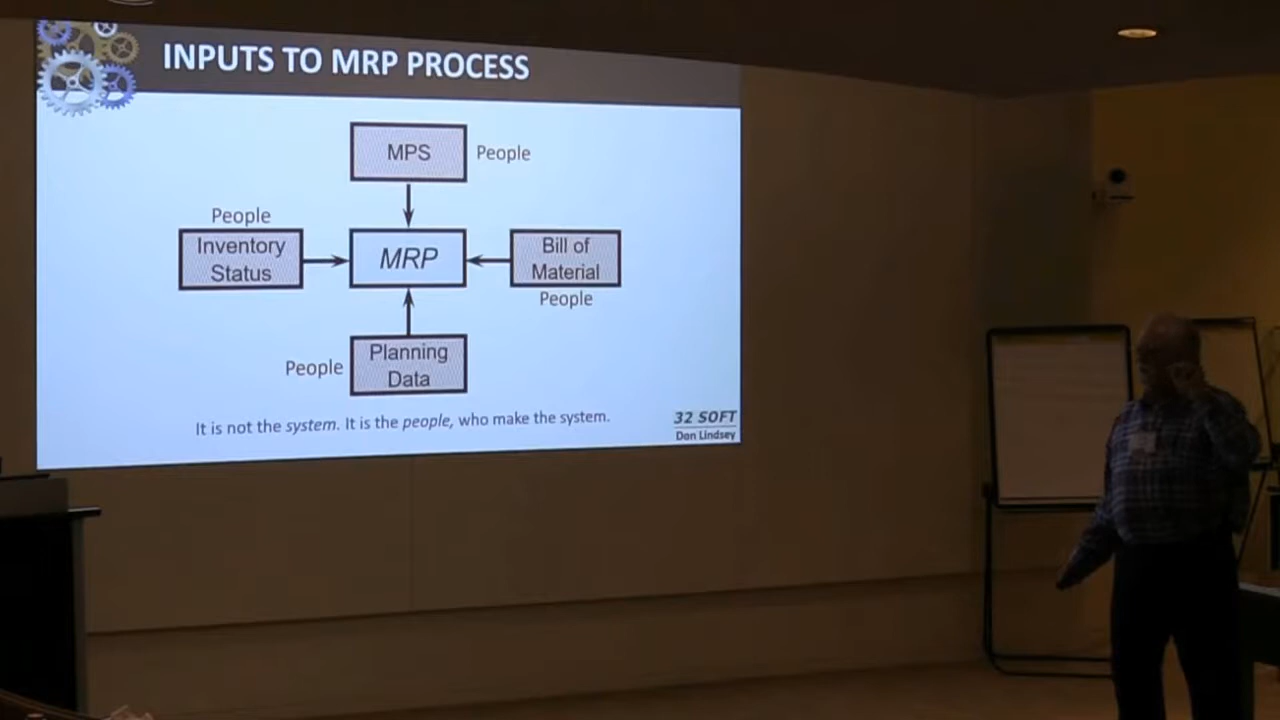 INPUTS TO MRP PROCESS
MPS
People
People
Inventory
Status
MRP
Bill of
Material
People
People
Planning
Data
It is not the system. It is the people, who make the system.
32 SOFT
Don Lindsey